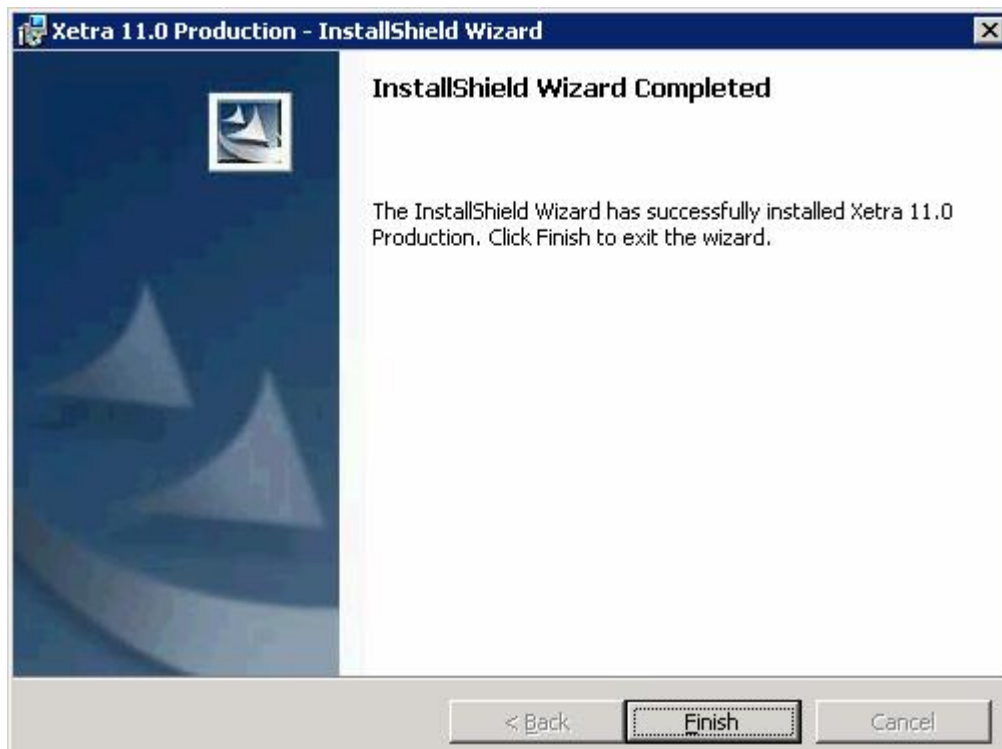 Xetra 11.0 Production - InstallShield Wizard
InstallShield Wizard Completed
The InstallShield Wizard has successfully installed Xetra 11.0
Production. Click Finish to exit the wizard.
< Back Finish Cancel